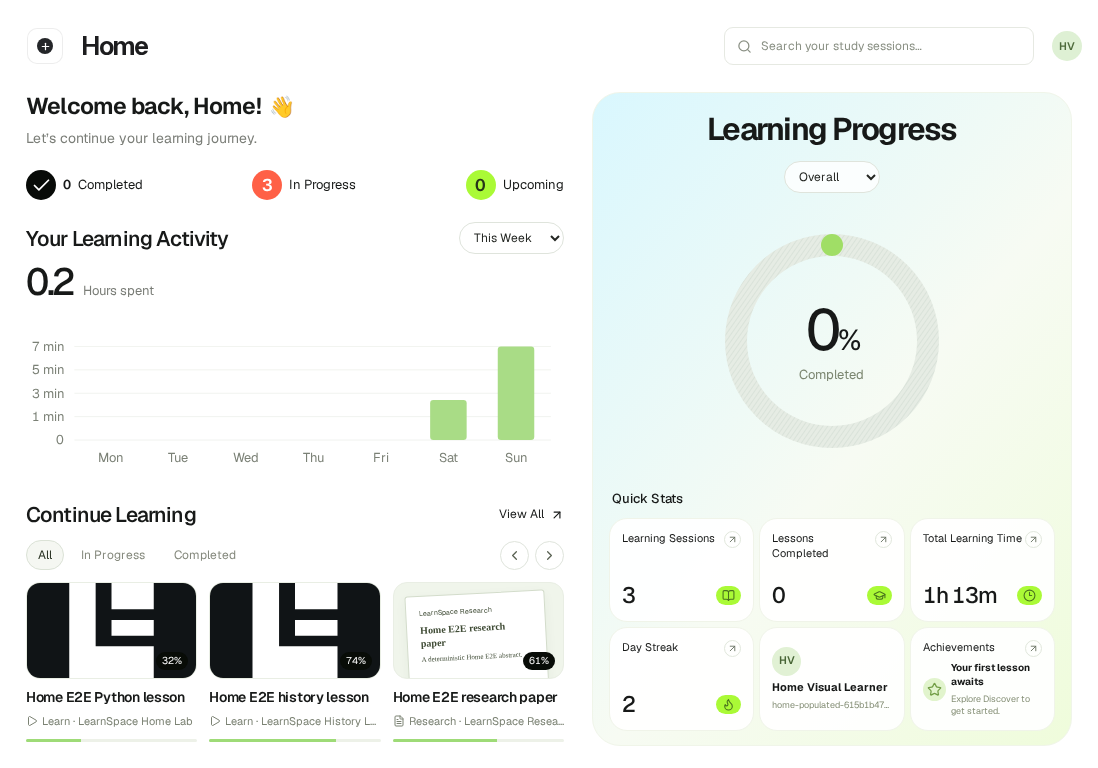 Home
Search your study sessions...
HV
Welcome back, Home! 👋
Let's continue your learning journey.
0 Completed
3 In Progress
0 Upcoming
Your Learning Activity
This Week
0.2 Hours spent
7 min
5 min
3 min
1 min
0
Mon Tue Wed Thu Fri Sat Sun
Continue Learning
View All
All In Progress Completed
32%
74%
LearnSpace Research
Home E2E research
paper
A deterministic Home E2E abstract.
61%
Home E2E Python lesson
Learn · LearnSpace Home Lab
Home E2E history lesson
Learn · LearnSpace History L...
Home E2E research paper
Research · LearnSpace Resea...
Learning Progress
Overall
0%
Completed
Quick Stats
Learning Sessions
3
Lessons
Completed
0
Total Learning Time
1h 13m
Day Streak
2
HV
Home Visual Learner
home-populated-615b1b47...
Achievements
Your first lesson
awaits
Explore Discover to
get started.